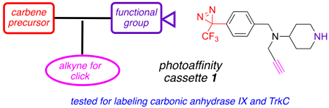 carbene
precursor
functional
group
alkyne for
click
N
N
CF3
N
NH
photoaffinity
cassette 1
tested for labeling carbonic anhydrase IX and TrkC